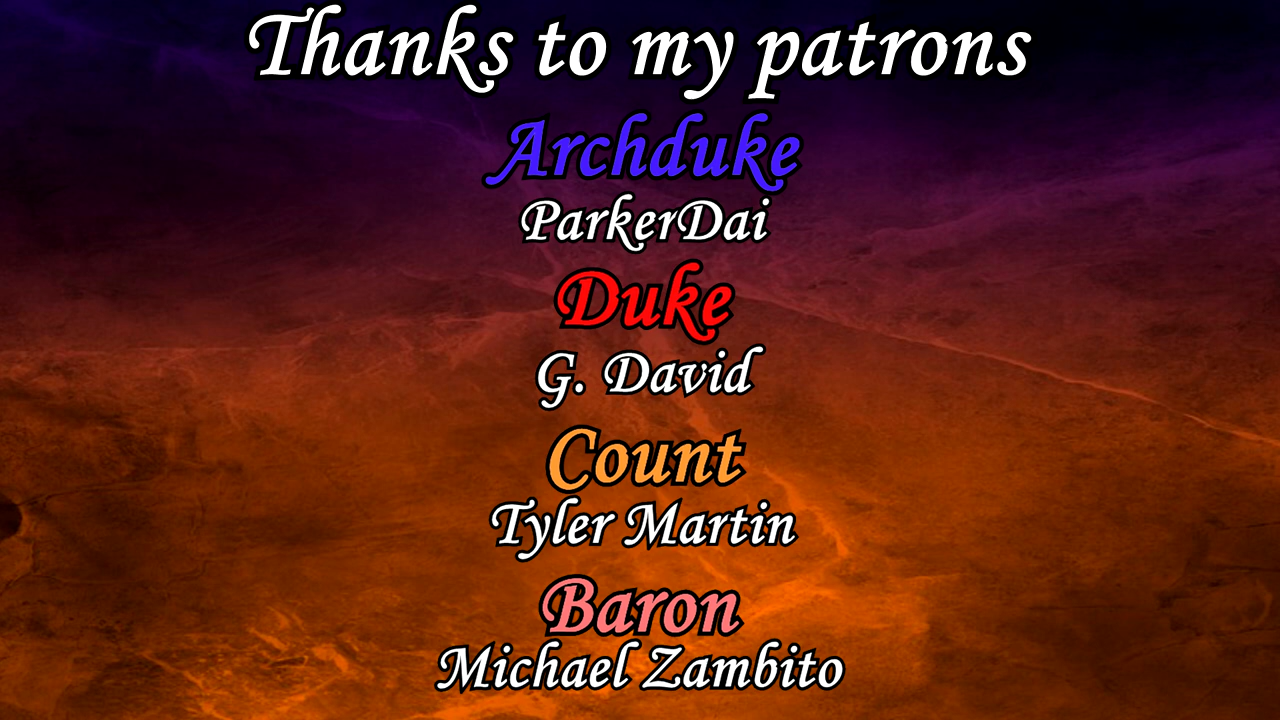 Thanks to my patrons
Archduke
ParkerDai
Duke
G. David
Count
Tyler Martin
Baron
Michael Zambito